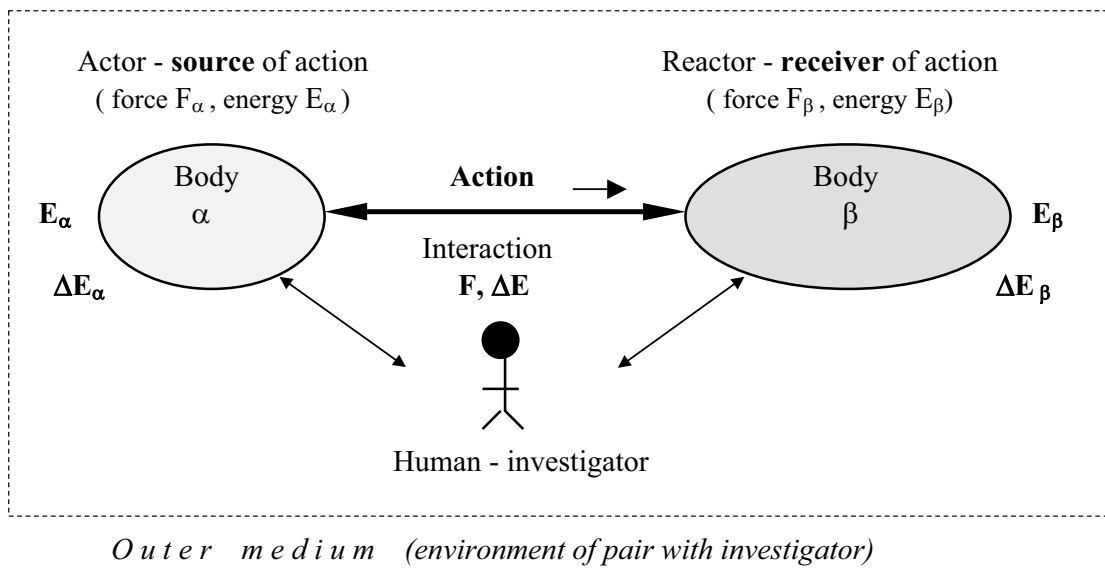 Actor - source of action
( force Fα , energy Eα )
Reactor - receiver of action
( force Fβ , energy Eβ)
Body
α
Action
Body
β
Eα
Eβ
Interaction
F, ΔE
ΔEα
ΔE β
Human - investigator
O u t e r m e d i u m (environment of pair with investigator)